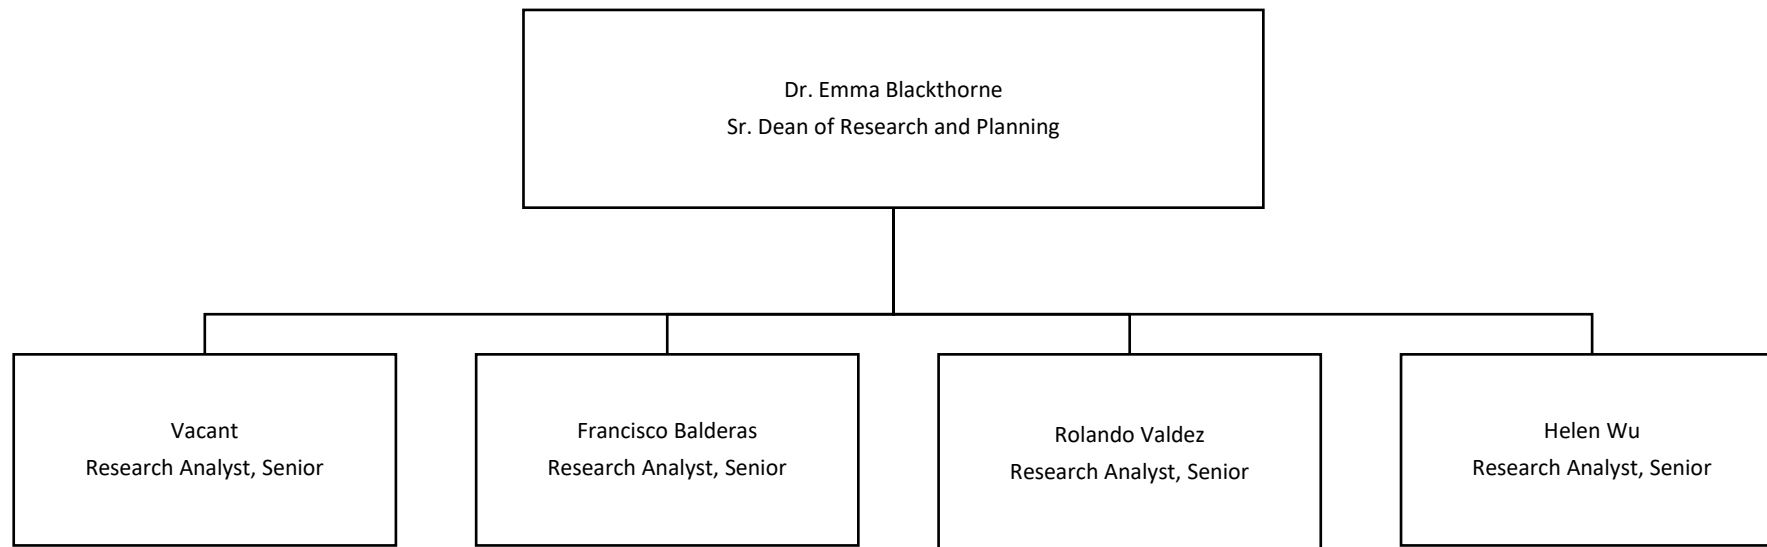 Dr. Emma Blackthorne
Sr. Dean of Research and Planning
Vacant
Research Analyst, Senior
Francisco Balderas
Research Analyst, Senior
Rolando Valdez
Research Analyst, Senior
Helen Wu
Research Analyst, Senior